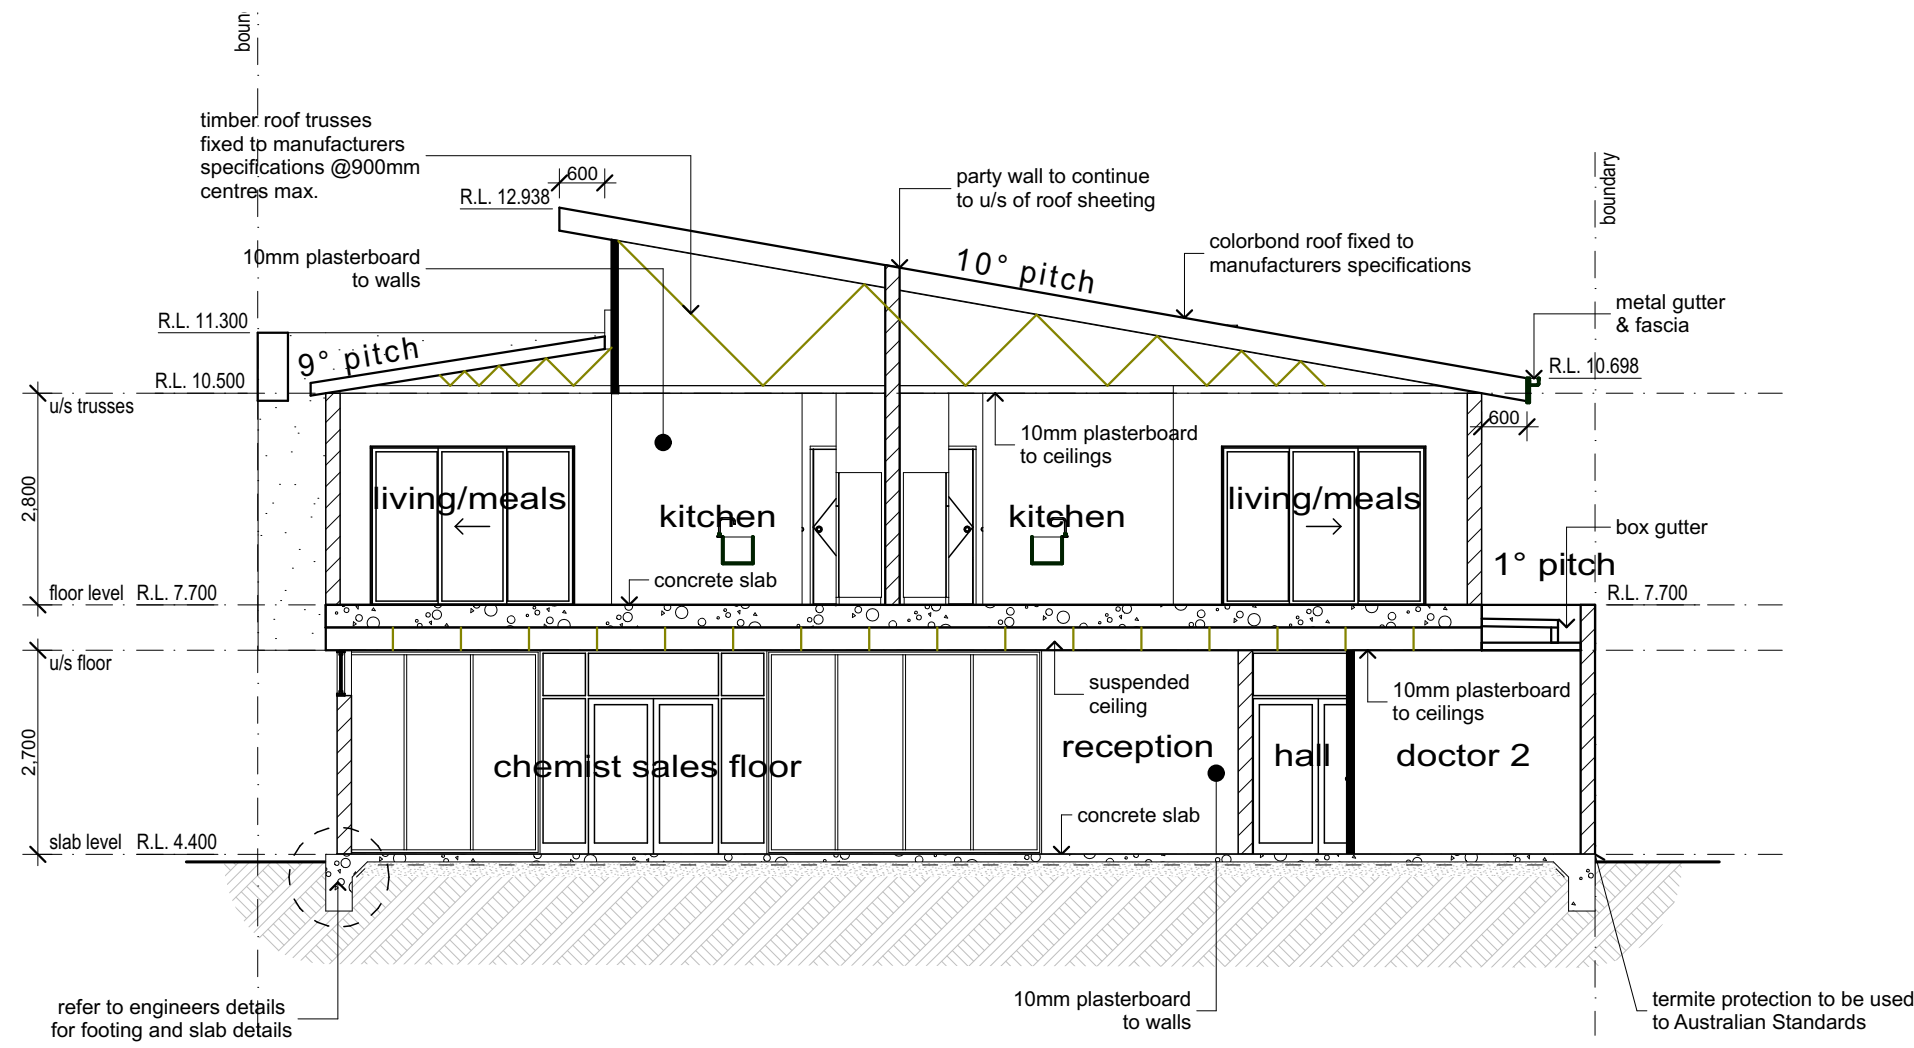 boun
timber roof trusses
fixed to manufacturers
specifications @900mm
centres max.
600
R.L. 12.938
party wall to continue
to u/s of roof sheeting
boundary
10mm plasterboard
to walls
10° pitch
colorbond roof fixed to
manufacturers specifications
metal gutter
& fascia
R.L. 11.300
9° pitch
R.L. 10.500
R.L. 10.698
u/s trusses
600
10mm plasterboard
to ceilings
2,800
living/meals
kitchen
kitchen
living/meals
box gutter
1° pitch
concrete slab
floor level R.L. 7.700
R.L. 7.700
u/s floor
suspended
ceiling
10mm plasterboard
to ceilings
2,700
chemist sales floor
reception
hall
doctor 2
concrete slab
slab level R.L. 4.400
refer to engineers details
for footing and slab details
10mm plasterboard
to walls
termite protection to be used
to Australian Standards